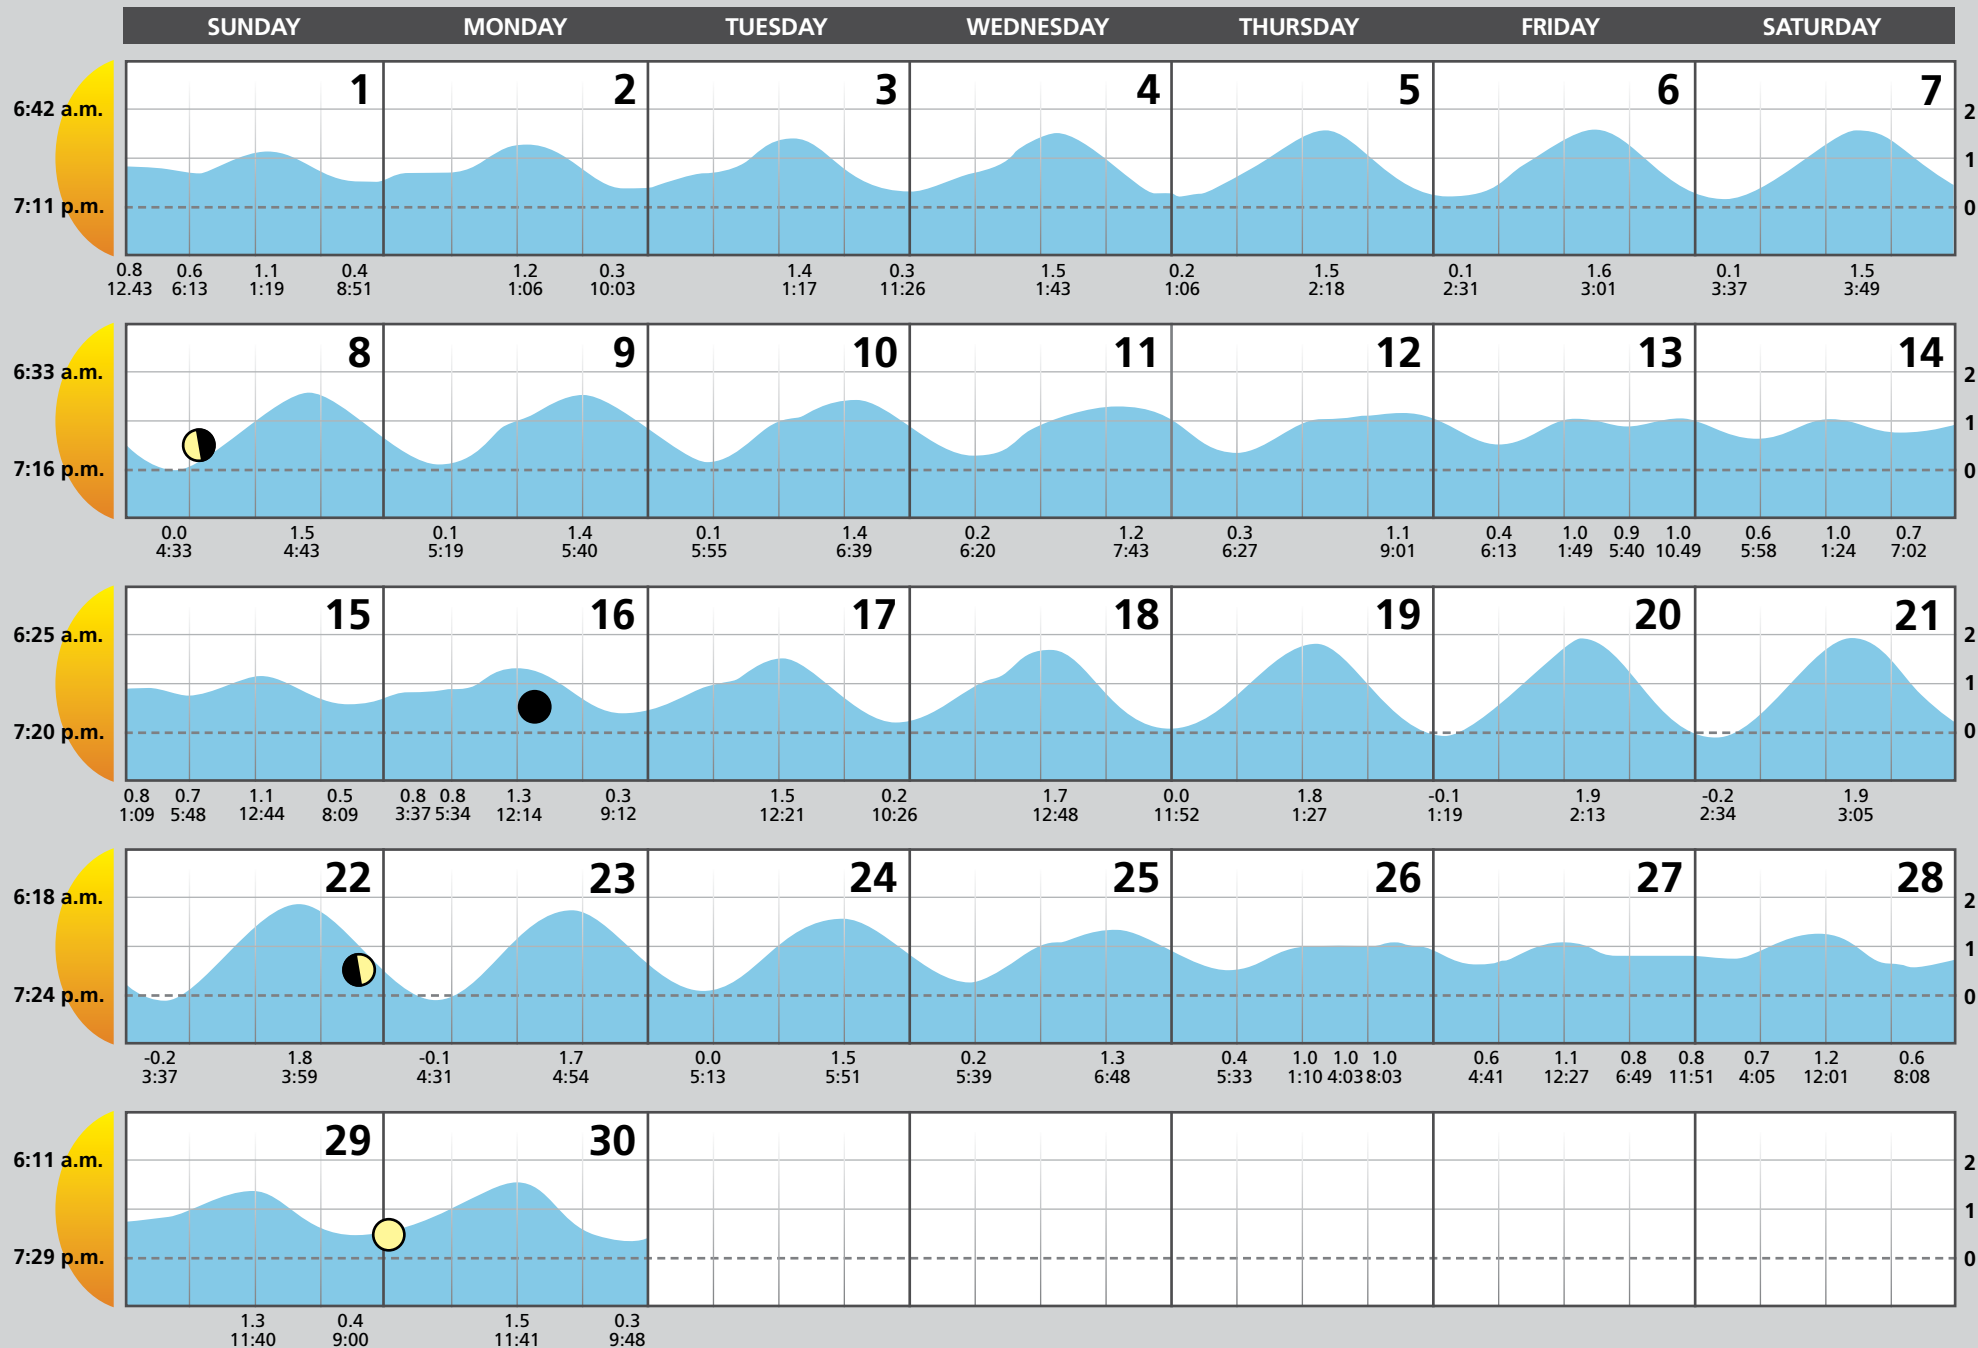 SUNDAY MONDAY TUESDAY WEDNESDAY THURSDAY FRIDAY SATURDAY
1 2 3 4 5 6 7
6:42 a.m. 2
1
7:11 p.m. 0
0.8 0.6 1.1 0.4 1.2 0.3 1.4 0.3 1.5 0.2 1.5 0.1 1.6 0.1 1.5
12.43 6:13 1:19 8:51 1:06 10:03 1:17 11:26 1:43 1:06 2:18 2:31 3:01 3:37 3:49
8 9 10 11 12 13 14
6:33 a.m. 2
1
7:16 p.m. 0
0.0 1.5 0.1 1.4 0.1 1.4 0.2 1.2 0.3 1.1 0.4 1.0 0.9 1.0 0.6 1.0 0.7
4:33 4:43 5:19 5:40 5:55 6:39 6:20 7:43 6:27 9:01 6:13 1:49 5:40 10.49 5:58 1:24 7:02
15 16 17 18 19 20 21
6:25 a.m. 2
1
7:20 p.m. 0
0.8 0.7 1.1 0.5 0.8 0.8 1.3 0.3 1.5 0.2 1.7 0.0 1.8 -0.1 1.9 -0.2 1.9
1:09 5:48 12:44 8:09 3:37 5:34 12:14 9:12 12:21 10:26 12:48 11:52 1:27 1:19 2:13 2:34 3:05
22 23 24 25 26 27 28
6:18 a.m. 2
1
7:24 p.m. 0
-0.2 1.8 -0.1 1.7 0.0 1.5 0.2 1.3 0.4 1.0 1.0 1.0 0.6 1.1 0.8 0.8 0.7 1.2 0.6
3:37 3:59 4:31 4:54 5:13 5:51 5:39 6:48 5:33 1:10 4:03 8:03 4:41 12:27 6:49 11:51 4:05 12:01 8:08
29 30
6:11 a.m. 2
1
7:29 p.m. 0
1.3 0.4 1.5 0.3
11:40 9:00 11:41 9:48